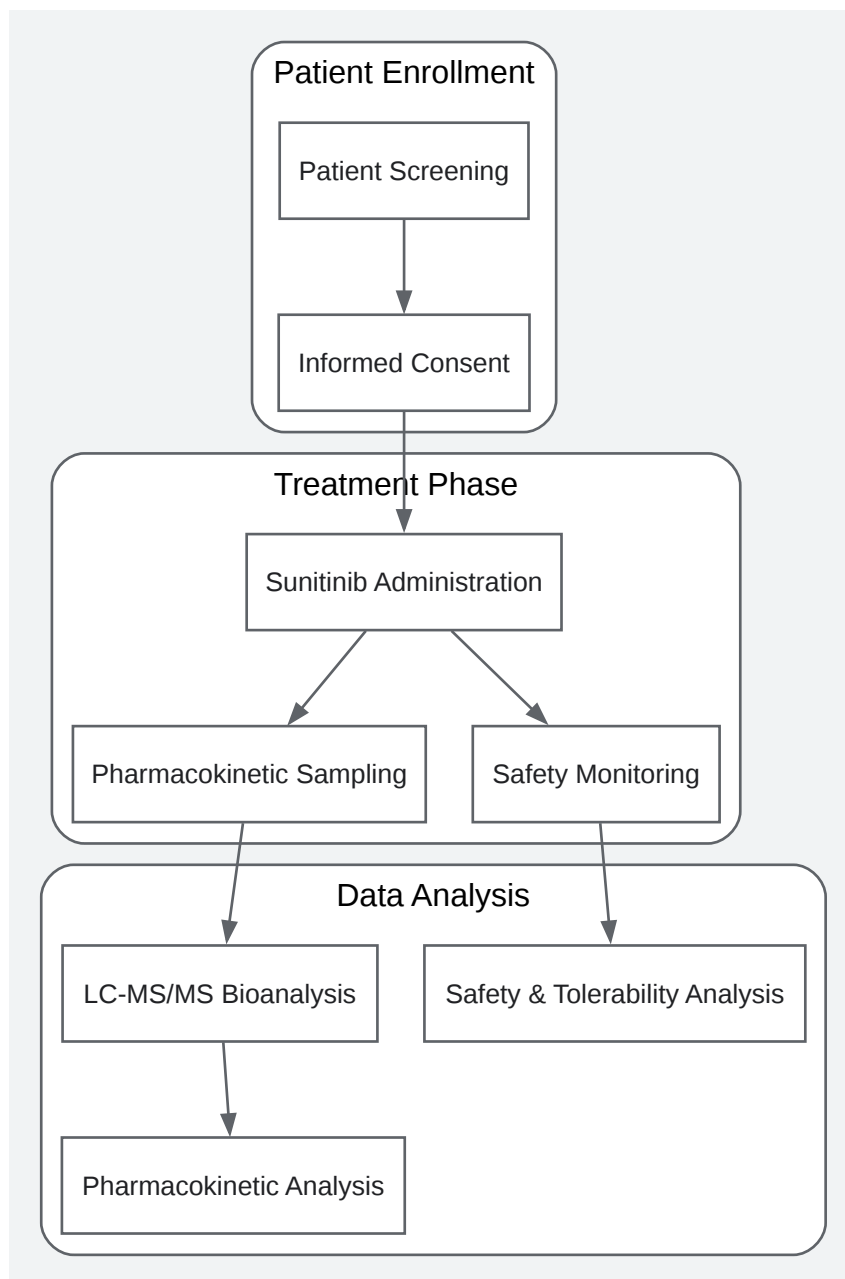 Patient Enrollment
Patient Screening
Informed Consent
Treatment Phase
Sunitinib Administration
Pharmacokinetic Sampling
Safety Monitoring
Data Analysis
LC-MS/MS Bioanalysis
Safety & Tolerability Analysis
Pharmacokinetic Analysis